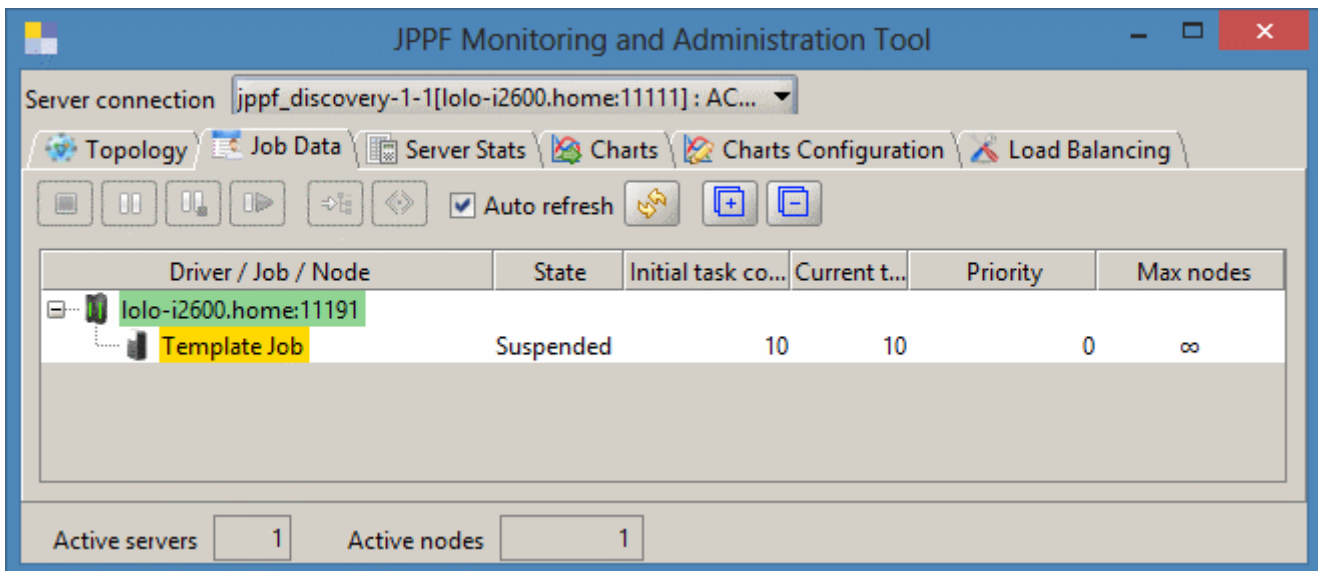 JPPF Monitoring and Administration Tool
Server connection jppf_discovery-1-1[lolo-i2600.home:11111] : AC...
Topology Job Data Server Stats Charts Charts Configuration Load Balancing
Auto refresh
Driver / Job / Node State Initial task co... Current t... Priority Max nodes
lolo-i2600.home:11191
Template Job Suspended 10 10 0 ∞
Active servers 1 Active nodes 1